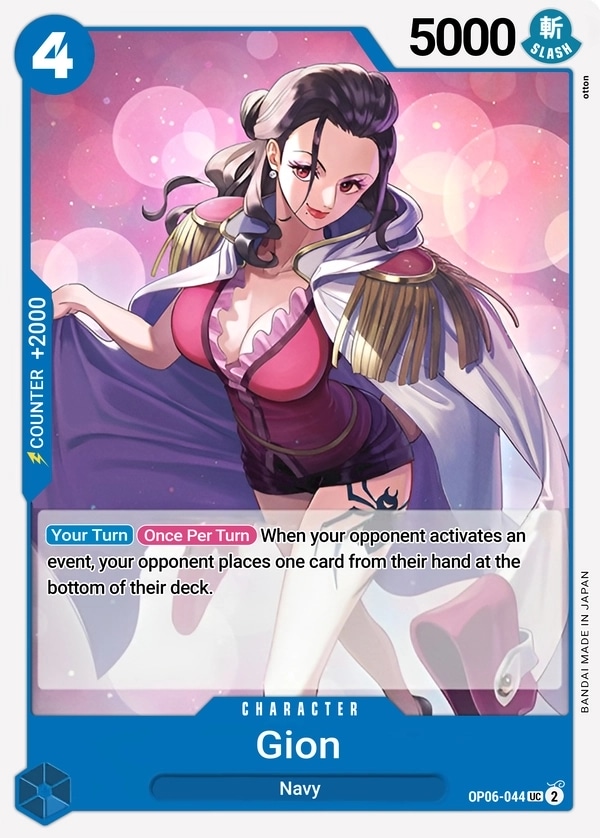 4
5000
斬
SLASH
otton
COUNTER +2000
Your Turn Once Per Turn When your opponent activates an
event, your opponent places one card from their hand at the
bottom of their deck.
BANDAI MADE IN JAPAN
CHARACTER
Gion
Navy
OP06-044 UC 2